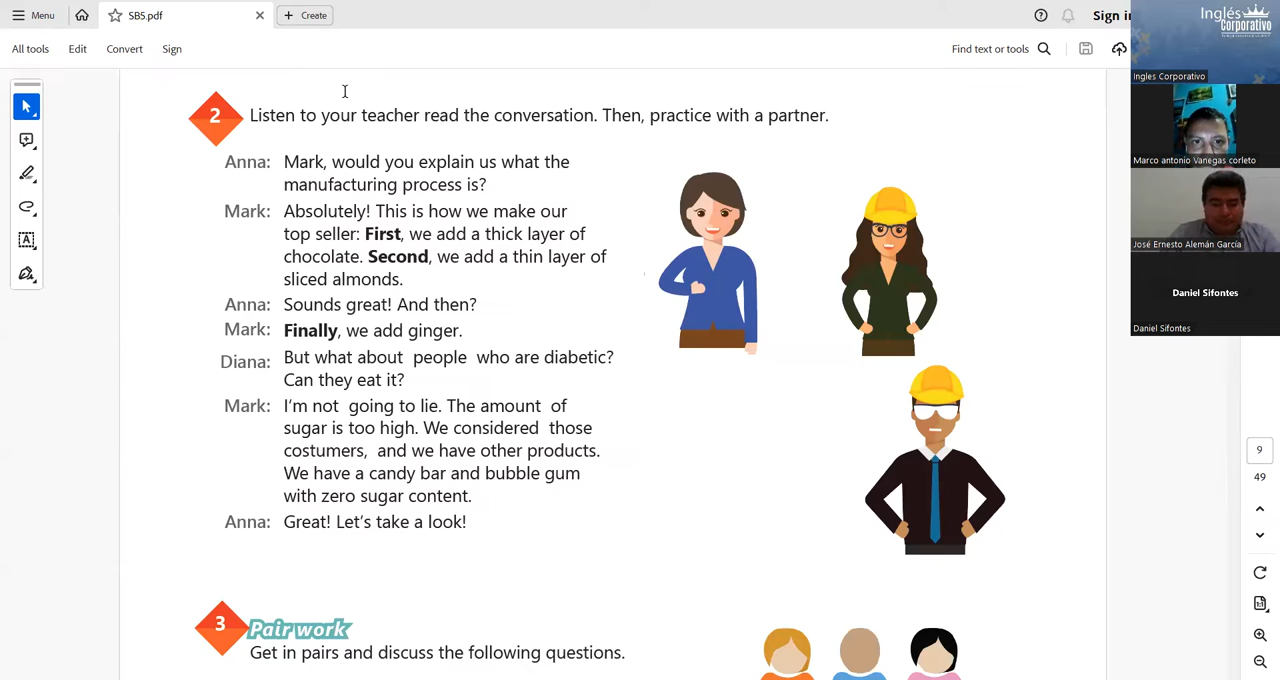 Menu
SB5.pdf
Create
Sign in
All tools
Edit
Convert
Sign
Find text or tools
Inglés
Corporativo
Ingles Corporativo
Marco antonio Vanegas corleto
José Ernesto Alemán García
Daniel Sifontes
Daniel Sifontes
2
Listen to your teacher read the conversation. Then, practice with a partner.
Anna: Mark, would you explain us what the
manufacturing process is?
Mark: Absolutely! This is how we make our
top seller: First, we add a thick layer of
chocolate. Second, we add a thin layer of
sliced almonds.
Anna: Sounds great! And then?
Mark: Finally, we add ginger.
Diana: But what about people who are diabetic?
Can they eat it?
Mark: I'm not going to lie. The amount of
sugar is too high. We considered those
costumers, and we have other products.
We have a candy bar and bubble gum
with zero sugar content.
Anna: Great! Let's take a look!
3
Pair work
Get in pairs and discuss the following questions.
9
49